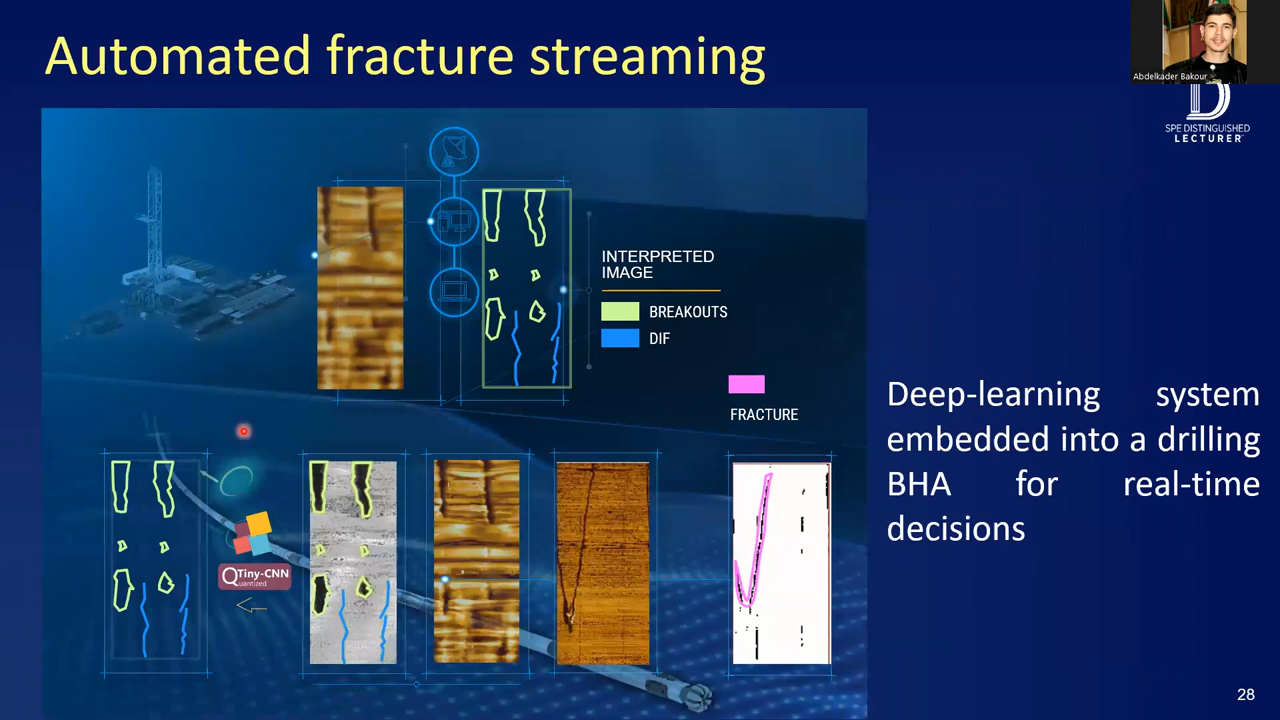 Automated fracture streaming
Abdelkader Bakour
D
SPE DISTINGUISHED
LECTURER
INTERPRETED
IMAGE
BREAKOUTS
DIF
FRACTURE
Deep-learning system
embedded into a drilling
BHA for real-time
decisions
QTiny-CNN
uantized
28